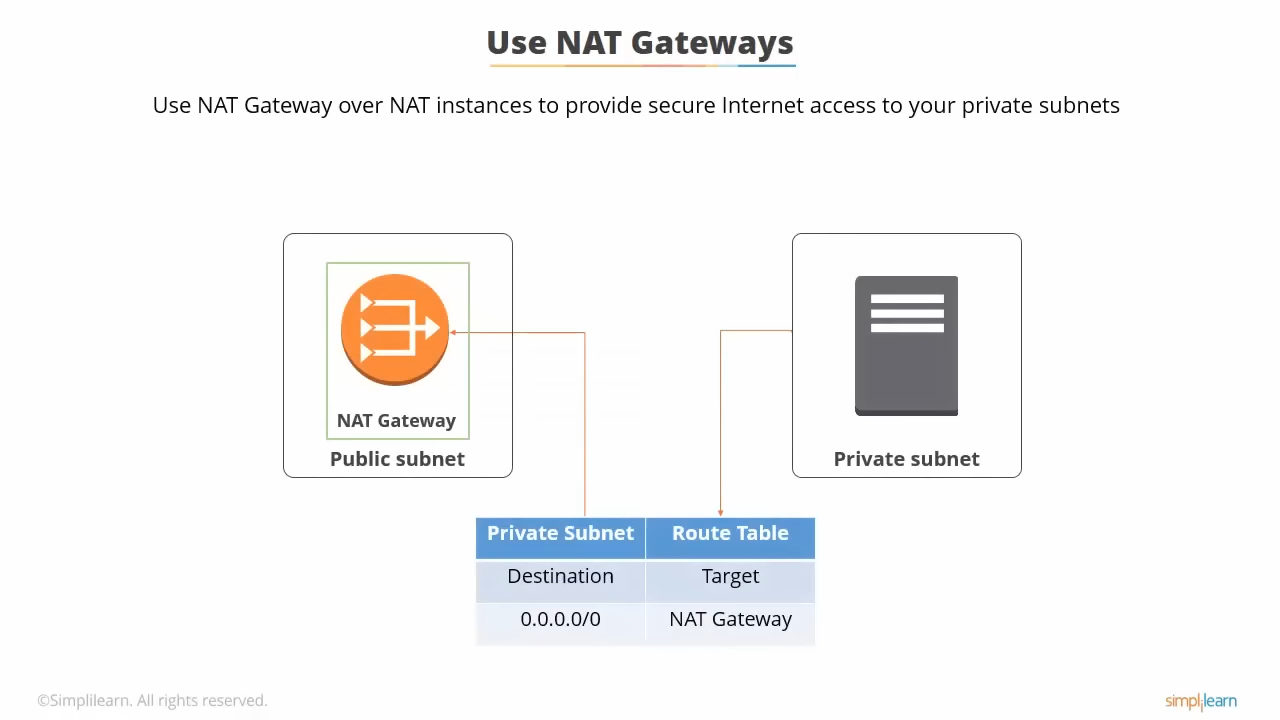 Use NAT Gateways
Use NAT Gateway over NAT instances to provide secure Internet access to your private subnets
NAT Gateway
Public subnet
Private subnet
Private Subnet Route Table
Destination Target
0.0.0.0/0 NAT Gateway
©Simplilearn. All rights reserved.
simplilearn